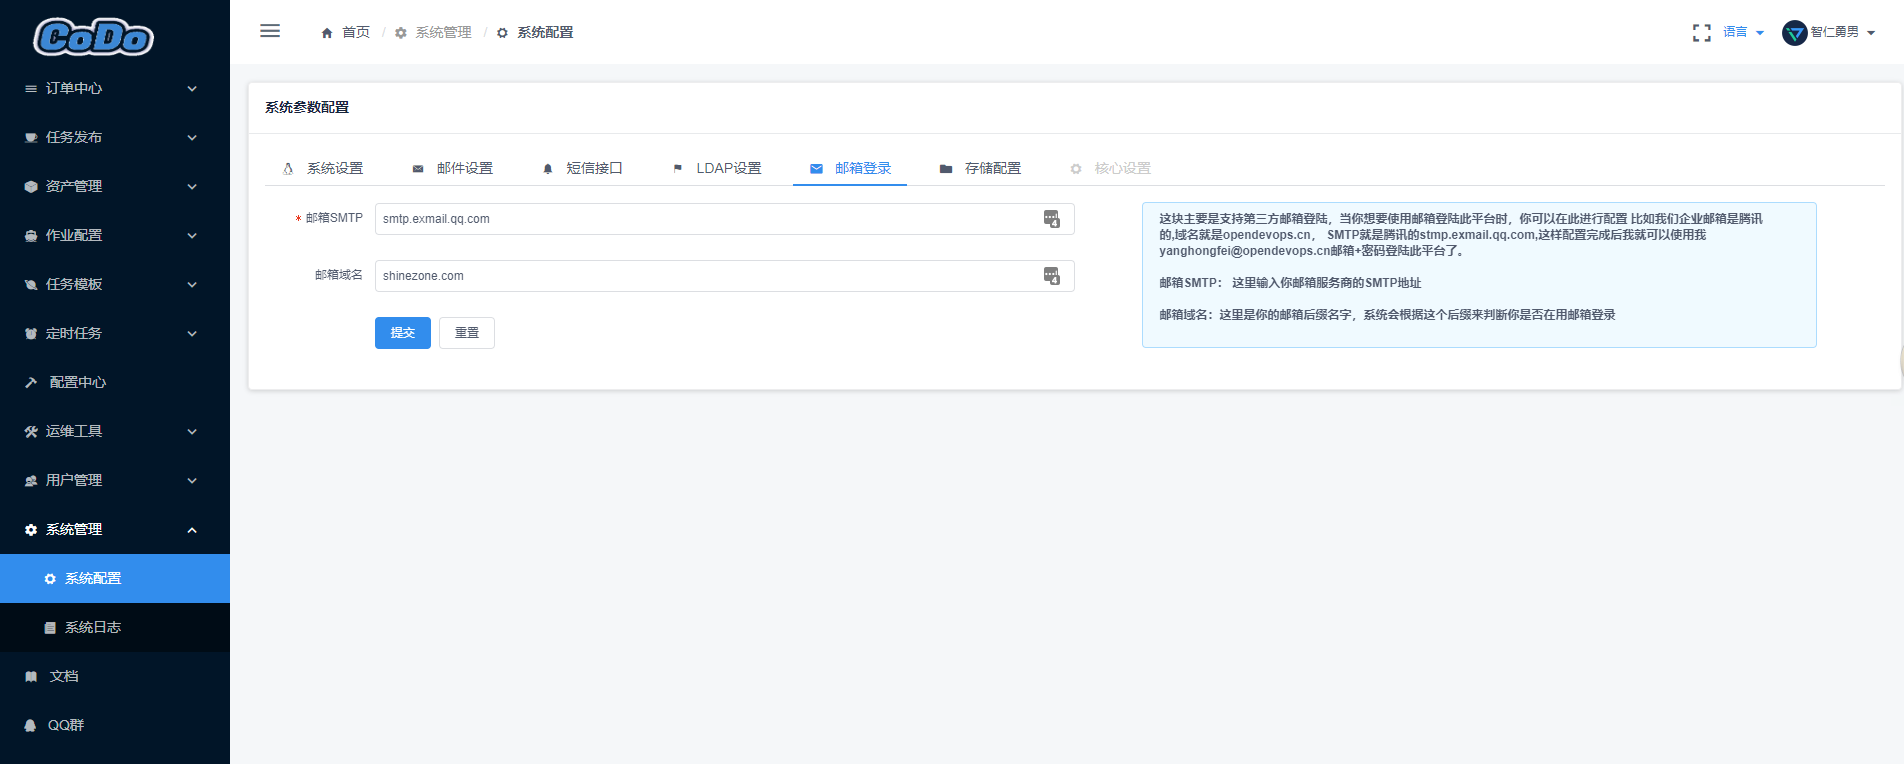 CoDo
订单中心
任务发布
资产管理
作业配置
任务模板
定时任务
配置中心
运维工具
用户管理
系统管理
系统配置
系统日志
文档
QQ群
首页 / 系统管理 / 系统配置
语言
智仁勇男
系统参数配置
系统设置
邮件设置
短信接口
LDAP设置
邮箱登录
存储配置
核心设置
* 邮箱SMTP
smtp.exmail.qq.com
邮箱域名
shinezone.com
提交
重置
这块主要是支持第三方邮箱登陆，当你想要使用邮箱登陆此平台时，你可以在此进行配置 比如我们企业邮箱是腾讯
的,域名就是opendevops.cn， SMTP就是腾讯的stmp.exmail.qq.com,这样配置完成后我就可以使用我
yanghongfei@opendevops.cn邮箱+密码登陆此平台了。
邮箱SMTP： 这里输入你邮箱服务商的SMTP地址
邮箱域名：这里是你的邮箱后缀名字，系统会根据这个后缀来判断你是否在用邮箱登录